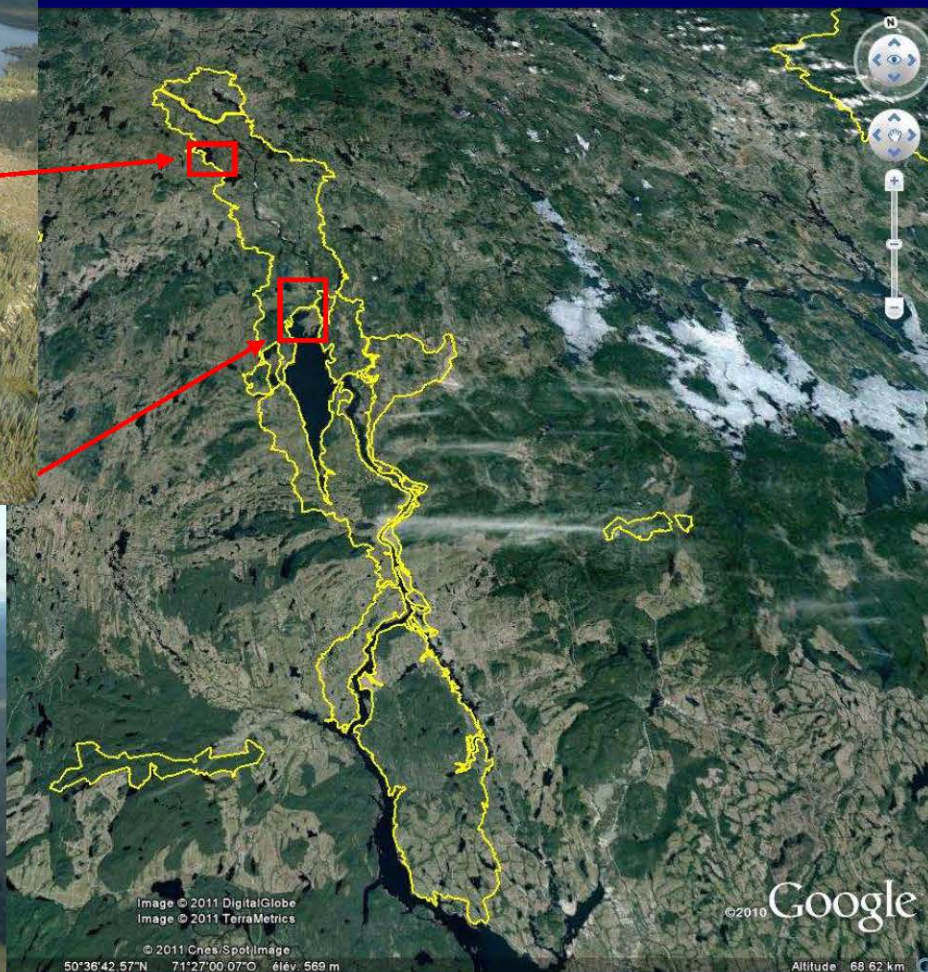 N
Image © 2011 DigitalGlobe
Image © 2011 TerraMetrics
© 2011 Cnes/Spot Image
©2010 Google
50°36'42.57"N 71°27'00.07"O élév. 569 m
Altitude 68.62 km